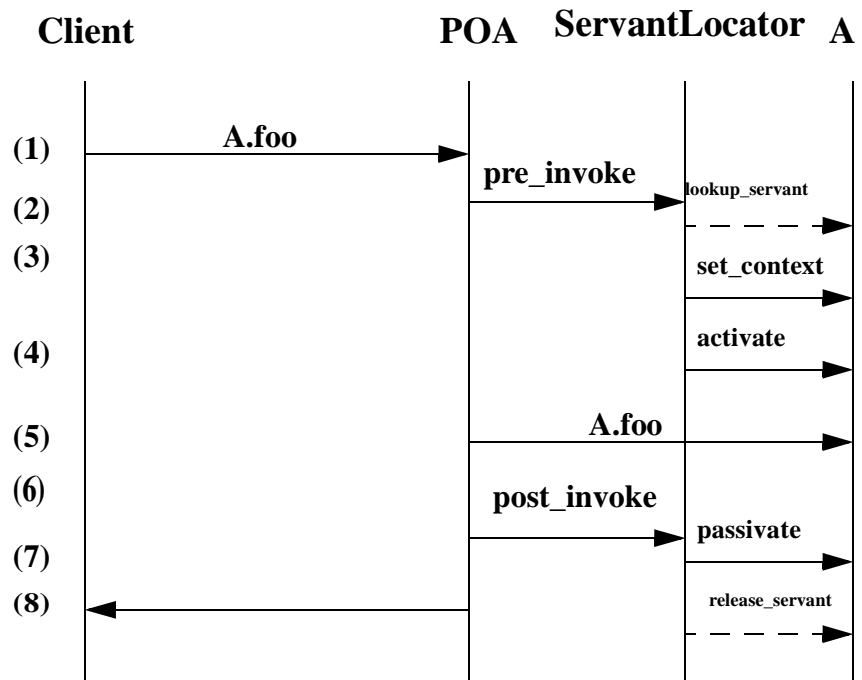 Client POA ServantLocator A
(1) A.foo
pre_invoke
(2) lookup_servant
(3) set_context
activate
(4)
(5) A.foo
(6) post_invoke
passivate
(7)
(8) release_servant